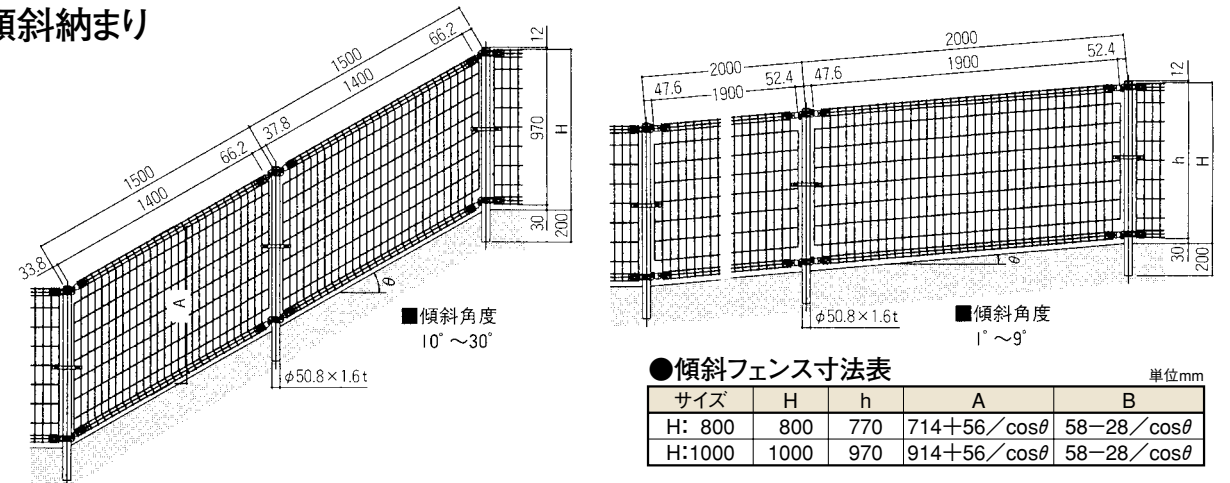 傾斜納まり
1500
1400
66.2
12
1500
1400
66.2
37.8
33.8
970
H
30
200
A
θ
■傾斜角度
10°～30°
φ50.8×1.6t
2000
1900
52.4
12
2000
1900
47.6
52.4
47.6
h
H
30
200
θ
■傾斜角度
1°～9°
φ50.8×1.6t
●傾斜フェンス寸法表 単位mm
サイズ H h A B
H: 800 800 770 714＋56／cosθ 58－28／cosθ
H:1000 1000 970 914＋56／cosθ 58－28／cosθ